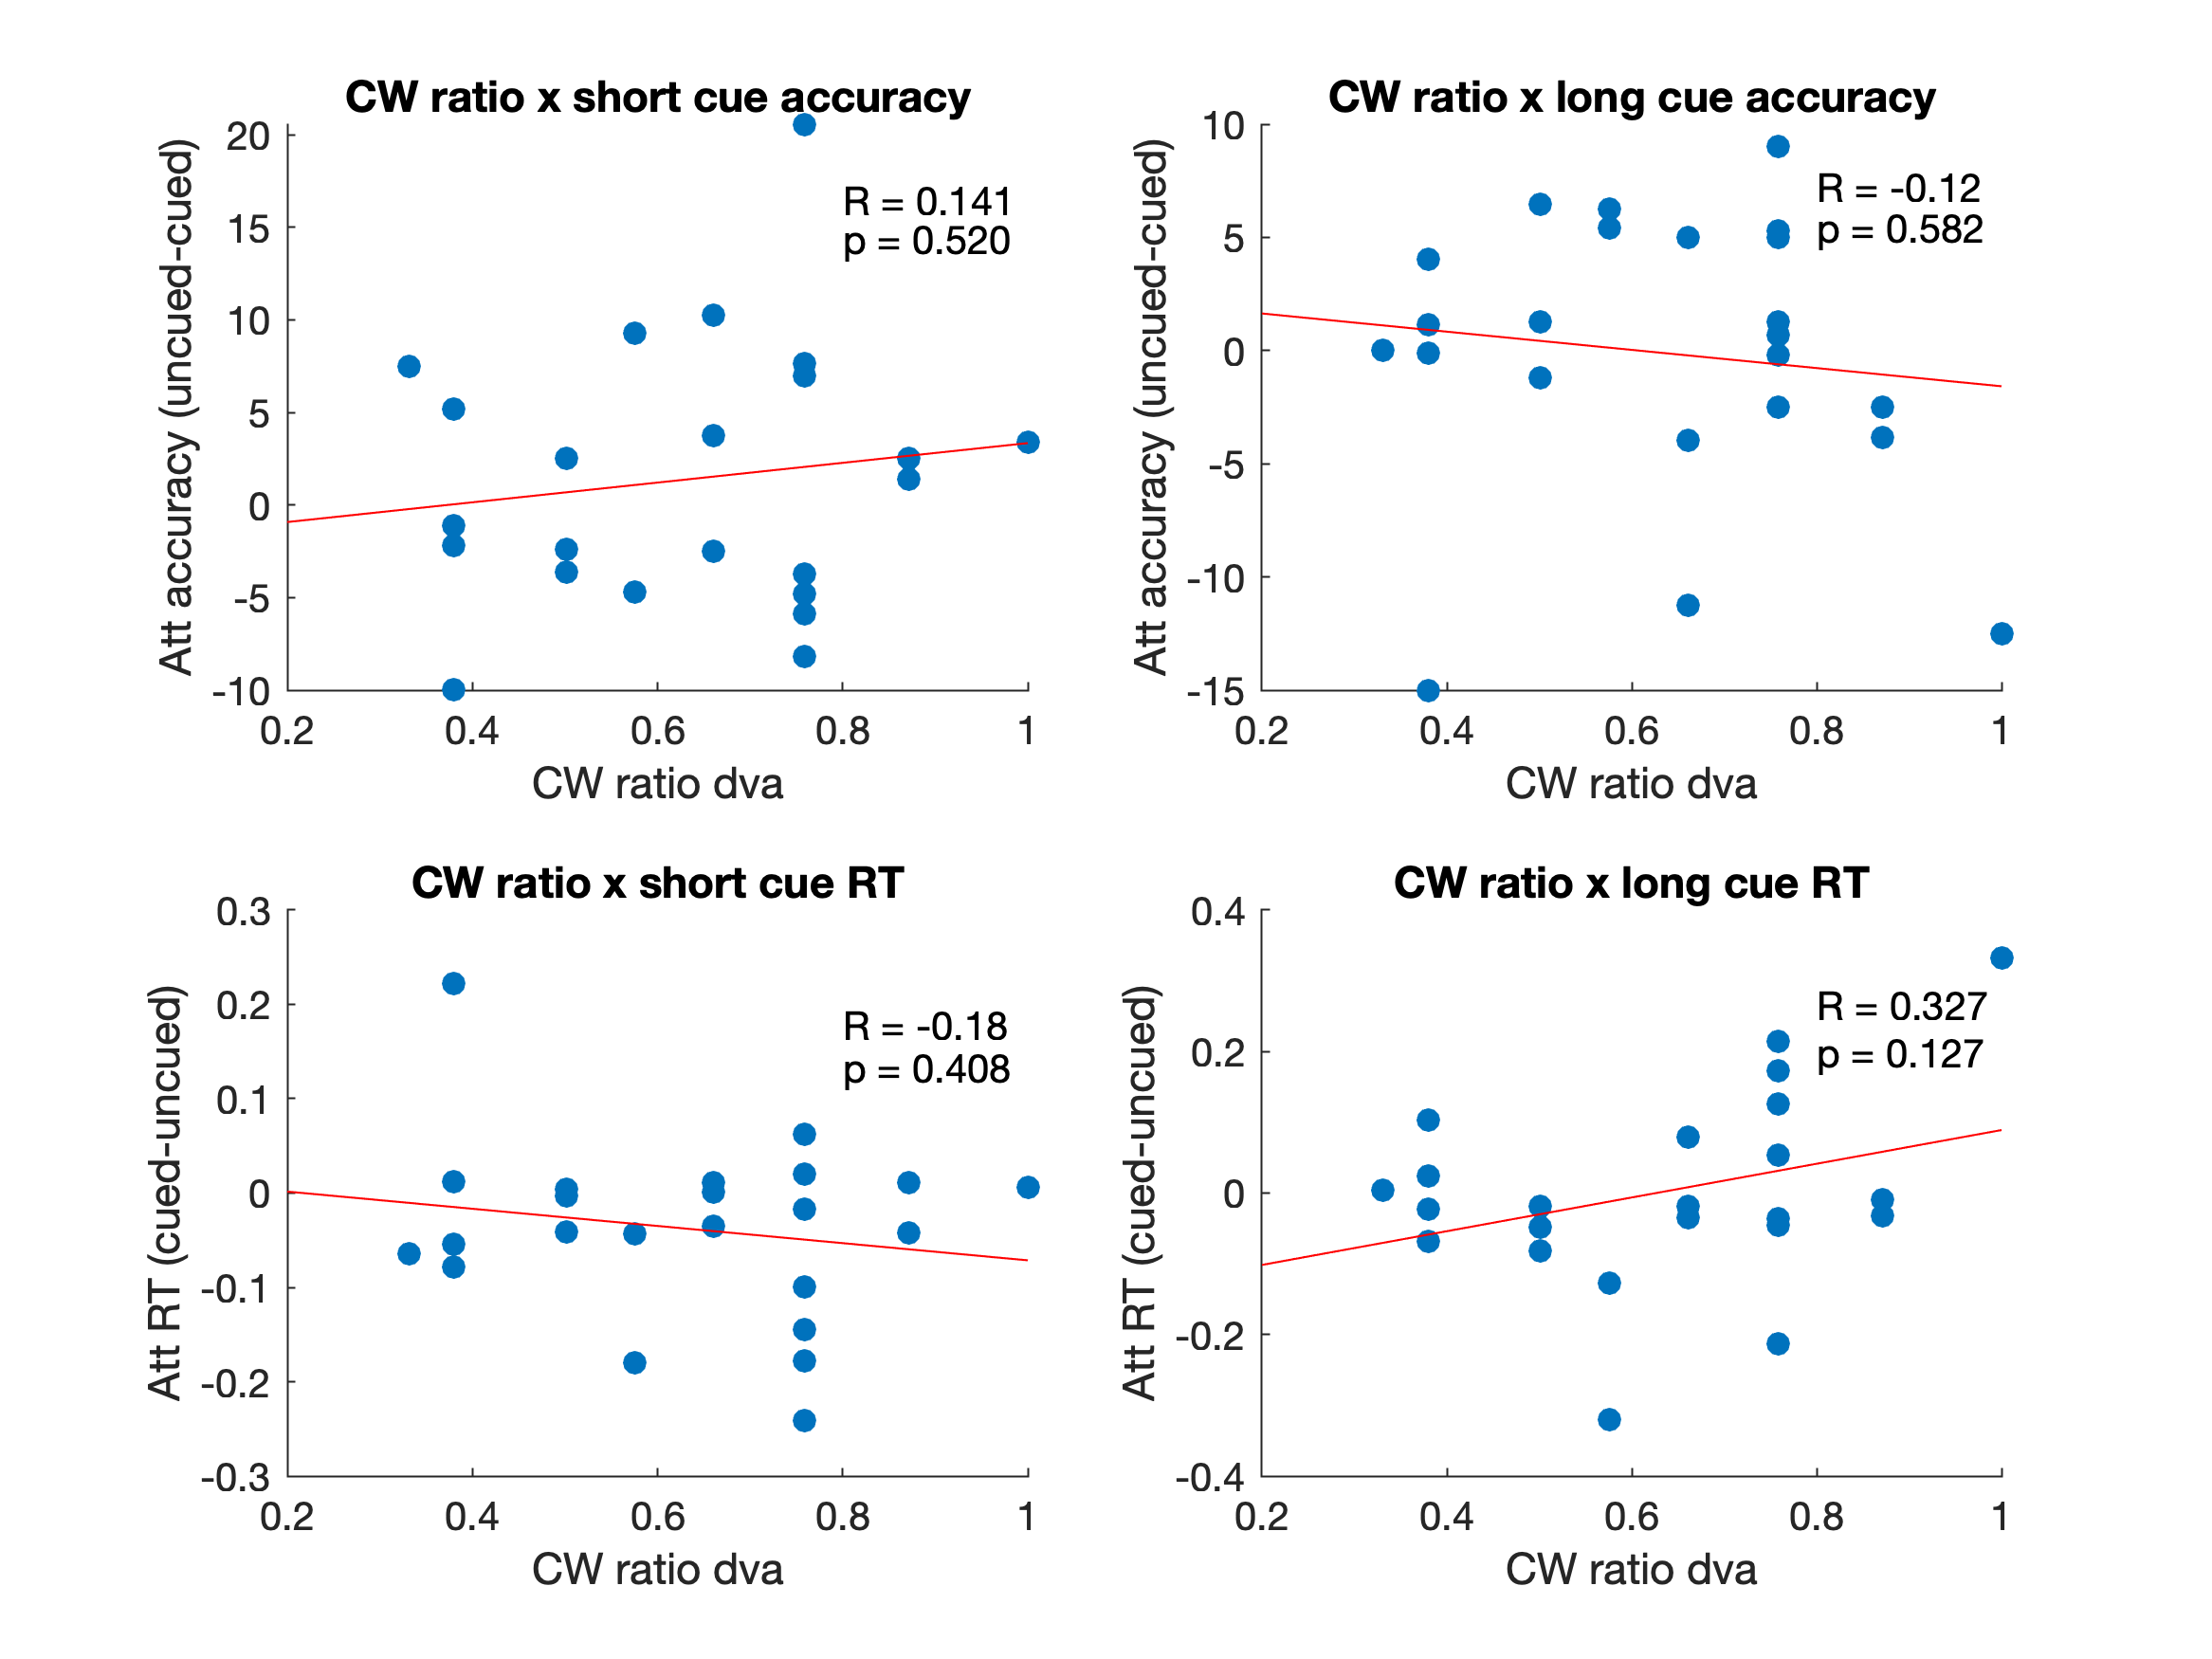 CW ratio x short cue accuracy
20
15
10
5
0
-5
-10
0.2 0.4 0.6 0.8 1
Att accuracy (uncued-cued)
CW ratio dva
R = 0.141
p = 0.520
CW ratio x long cue accuracy
10
5
0
-5
-10
-15
0.2 0.4 0.6 0.8 1
Att accuracy (uncued-cued)
CW ratio dva
R = -0.12
p = 0.582
CW ratio x short cue RT
0.3
0.2
0.1
0
-0.1
-0.2
-0.3
0.2 0.4 0.6 0.8 1
Att RT (cued-uncued)
CW ratio dva
R = -0.18
p = 0.408
CW ratio x long cue RT
0.4
0.2
0
-0.2
-0.4
0.2 0.4 0.6 0.8 1
Att RT (cued-uncued)
CW ratio dva
R = 0.327
p = 0.127